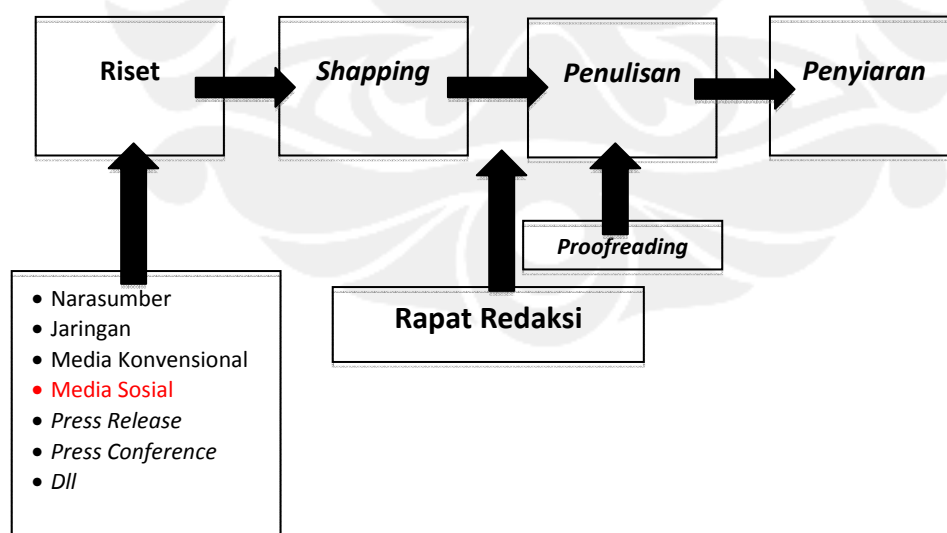 Riset
Shapping
Penulisan
Penyiaran
Proofreading
Rapat Redaksi
• Narasumber
• Jaringan
• Media Konvensional
• Media Sosial
• Press Release
• Press Conference
• Dll